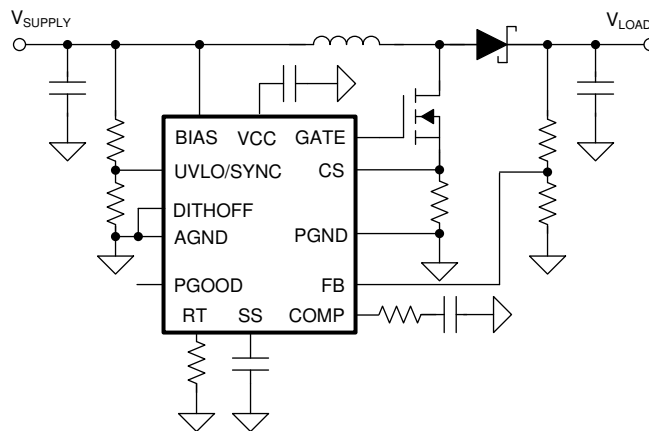 VSUPPLY
VLOAD
BIAS VCC GATE
UVLO/SYNC CS
DITHOFF
AGND PGND
PGOOD FB
RT SS COMP